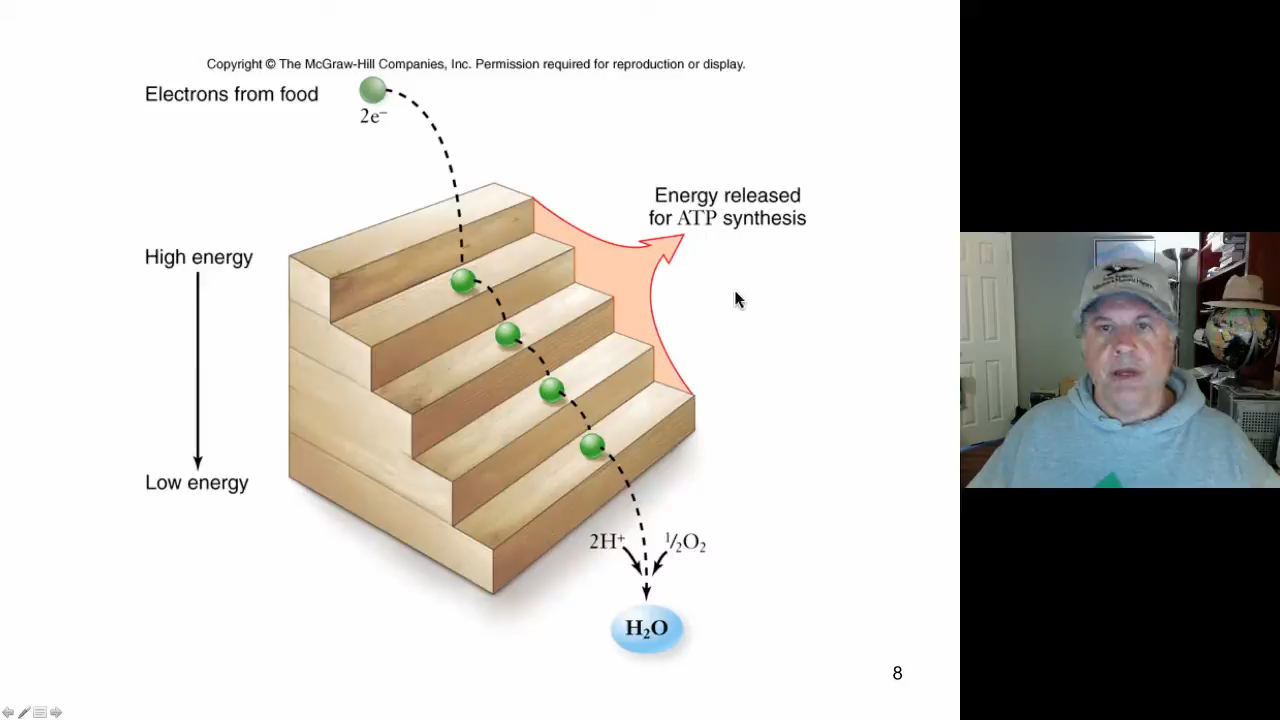 Copyright © The McGraw-Hill Companies, Inc. Permission required for reproduction or display.
Electrons from food
2e⁻
Energy released
for ATP synthesis
High energy
Low energy
2H⁺
½O₂
H₂O
8